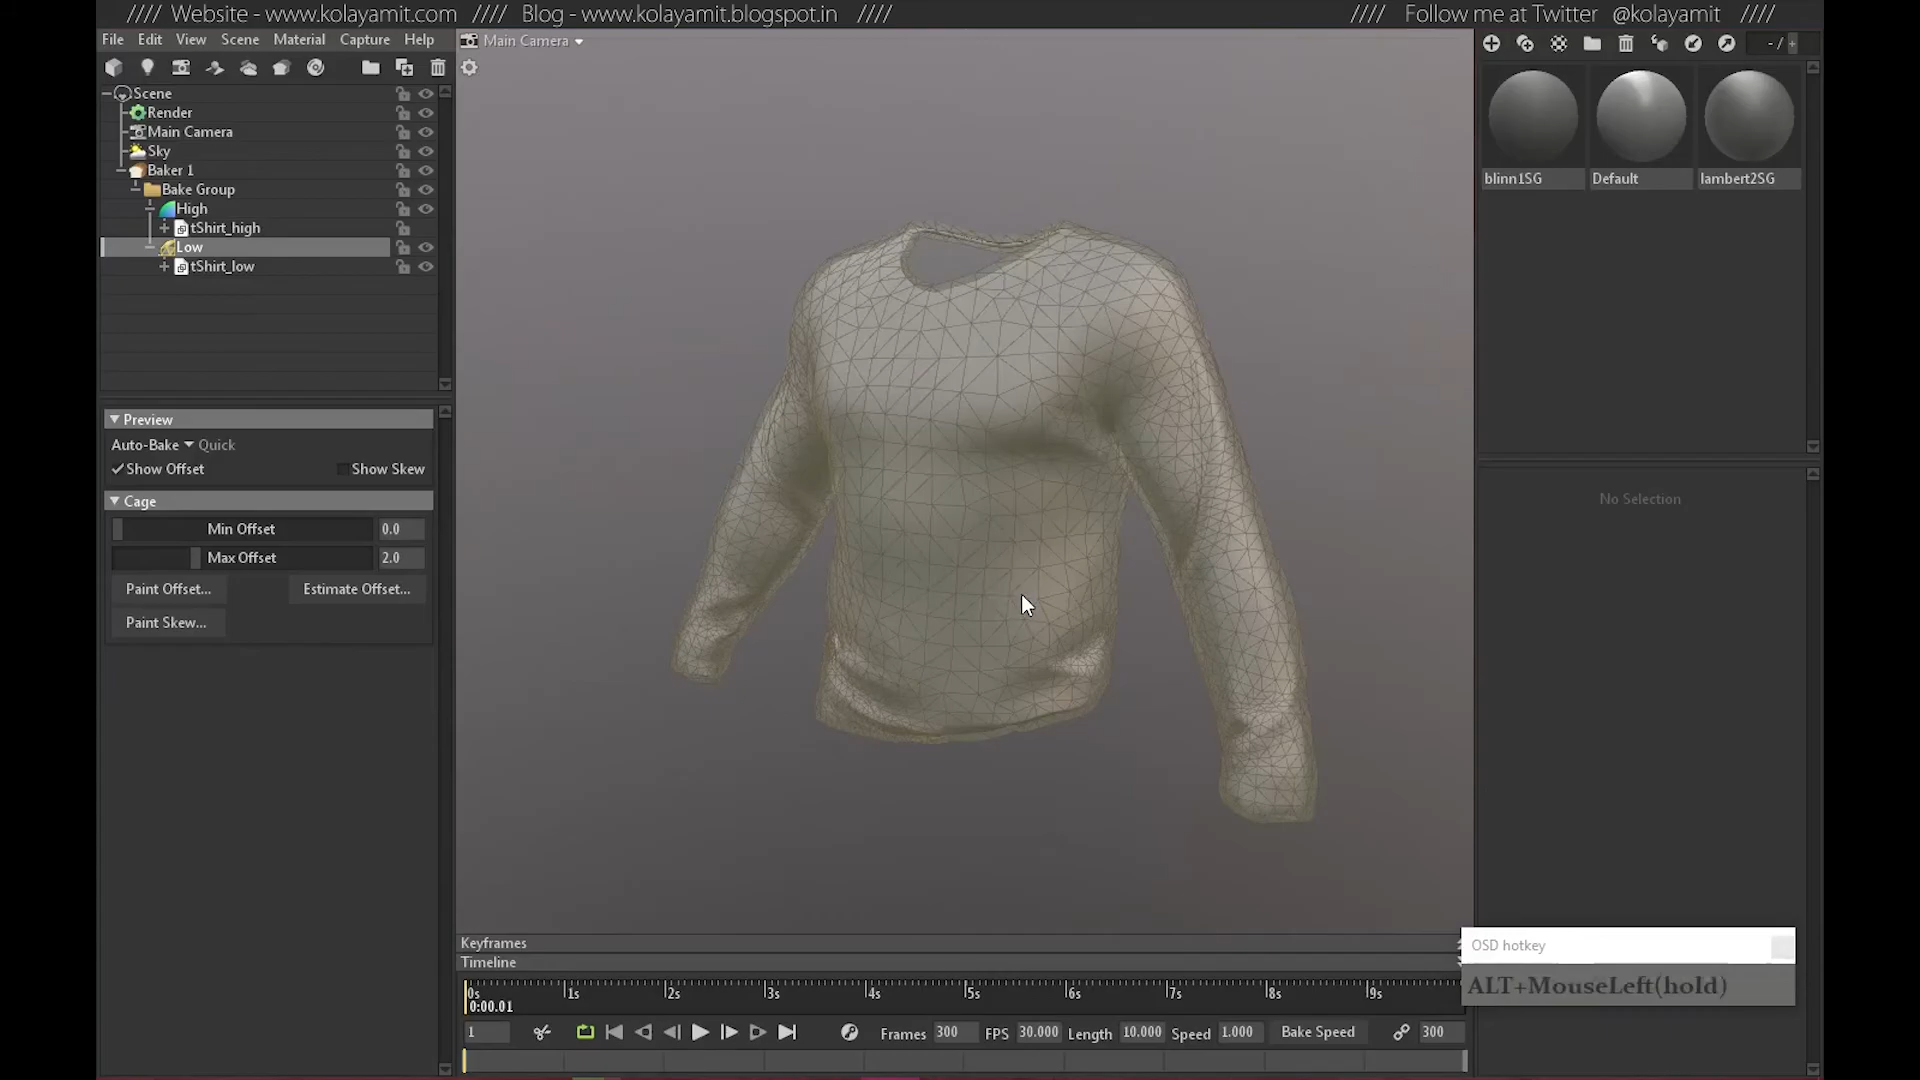 //// Website - www.kolayamit.com //// Blog - www.kolayamit.blogspot.in ////
//// Follow me at Twitter @kolayamit ////
File Edit View Scene Material Capture Help
Main Camera
- / +
Scene
Render
Main Camera
Sky
Baker 1
Bake Group
High
tShirt_high
Low
tShirt_low
blinn1SG Default lambert2SG
Preview
Auto-Bake Quick
Show Offset Show Skew
Cage
Min Offset 0.0
Max Offset 2.0
Paint Offset... Estimate Offset...
Paint Skew...
No Selection
Keyframes
Timeline
0s 1s 2s 3s 4s 5s 6s 7s 8s 9s
0:00.01
1 Frames 300 FPS 30.000 Length 10.000 Speed 1.000 Bake Speed 300
OSD hotkey
ALT+MouseLeft(hold)